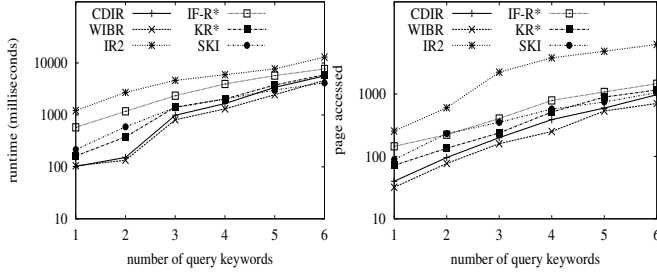 CDIR IF-R*
WIBR KR*
IR2 SKI
10000
1000
100
10
1 2 3 4 5 6
number of query keywords
runtime (milliseconds)
CDIR IF-R*
WIBR KR*
IR2 SKI
1000
100
10
1 2 3 4 5 6
number of query keywords
page accessed